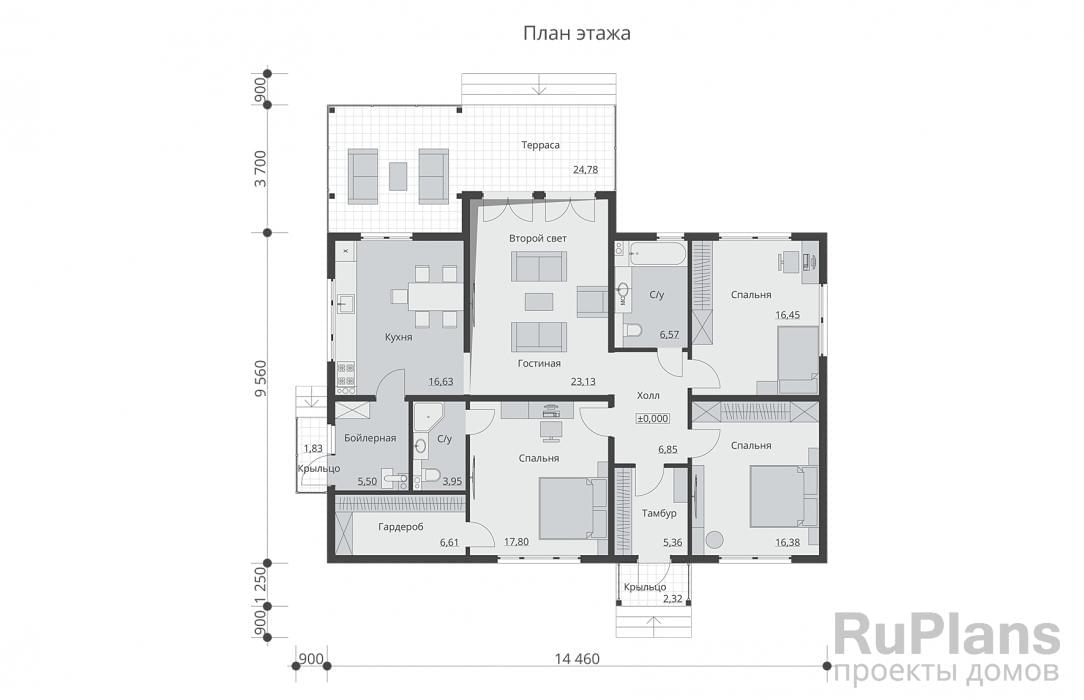 План этажа
900
3 700
9 560
1 250
900
900
14 460
Терраса
24,78
Второй свет
Гостиная
23,13
Кухня
16,63
С/у
МС
6,57
Спальня
16,45
Холл
±0,000
6,85
Спальня
16,38
Бойлерная
5,50
С/у
3,95
Спальня
17,80
1,83
Крыльцо
Гардероб
6,61
Тамбур
5,36
Крыльцо
2,32
X
RuPlans
проекты домов